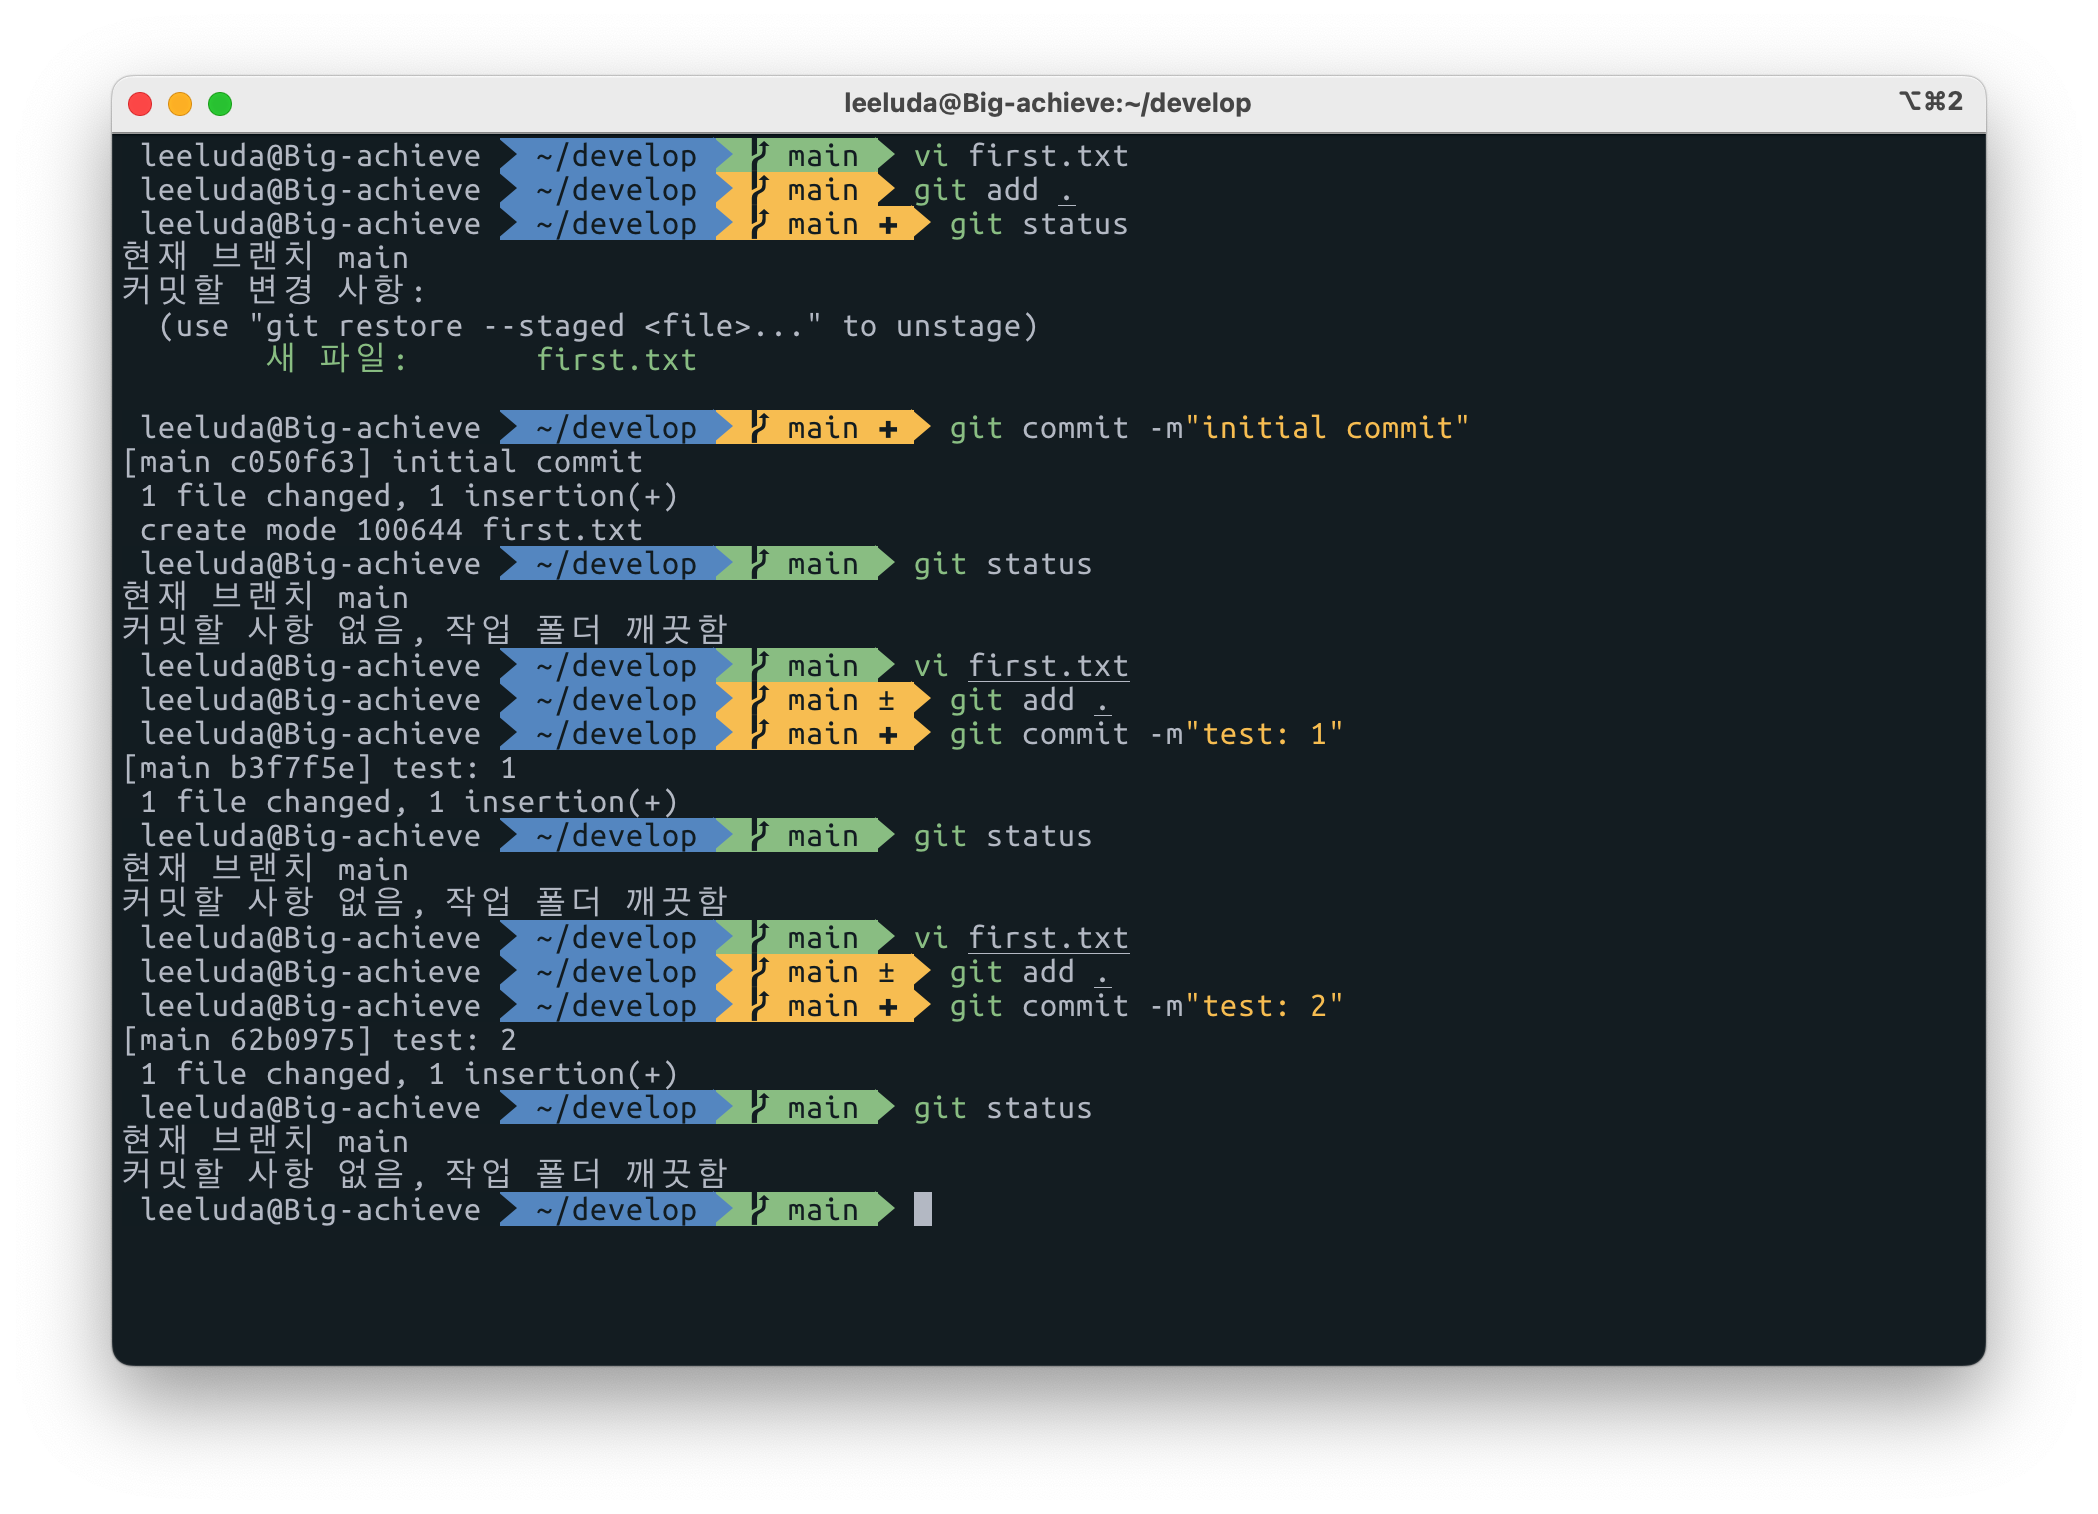 leeluda@Big-achieve:~/develop
⌥⌘2
leeluda@Big-achieve ~/develop main vi first.txt
leeluda@Big-achieve ~/develop main git add .
leeluda@Big-achieve ~/develop main ✚ git status
현재 브랜치 main
커밋할 변경 사항:
(use "git restore --staged <file>..." to unstage)
새 파일: first.txt
leeluda@Big-achieve ~/develop main ✚ git commit -m"initial commit"
[main c050f63] initial commit
1 file changed, 1 insertion(+)
create mode 100644 first.txt
leeluda@Big-achieve ~/develop main git status
현재 브랜치 main
커밋할 사항 없음, 작업 폴더 깨끗함
leeluda@Big-achieve ~/develop main vi first.txt
leeluda@Big-achieve ~/develop main ± git add .
leeluda@Big-achieve ~/develop main ✚ git commit -m"test: 1"
[main b3f7f5e] test: 1
1 file changed, 1 insertion(+)
leeluda@Big-achieve ~/develop main git status
현재 브랜치 main
커밋할 사항 없음, 작업 폴더 깨끗함
leeluda@Big-achieve ~/develop main vi first.txt
leeluda@Big-achieve ~/develop main ± git add .
leeluda@Big-achieve ~/develop main ✚ git commit -m"test: 2"
[main 62b0975] test: 2
1 file changed, 1 insertion(+)
leeluda@Big-achieve ~/develop main git status
현재 브랜치 main
커밋할 사항 없음, 작업 폴더 깨끗함
leeluda@Big-achieve ~/develop main